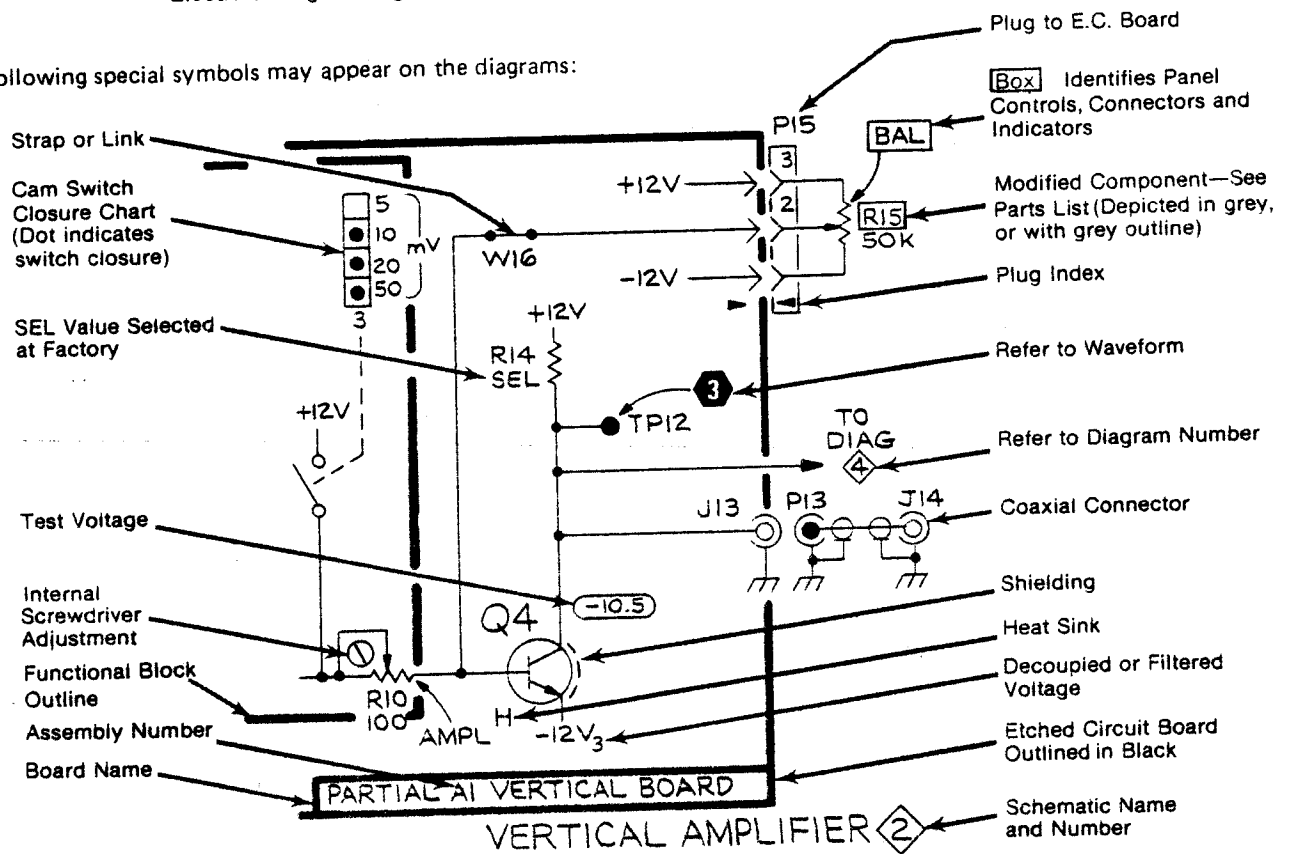 ollowing special symbols may appear on the diagrams:
Plug to E.C. Board
Box Identifies Panel
Controls, Connectors and
Indicators
P15
BAL
Strap or Link
Cam Switch
Closure Chart
(Dot indicates
switch closure)
5
10
20
50
mV
3
W16
+12V
3
2
-12V
R15
50K
Modified Component—See
Parts List (Depicted in grey,
or with grey outline)
Plug Index
SEL Value Selected
at Factory
+12V
R14
SEL
3
TP12
Refer to Waveform
+12V
TO
DIAG
4
Refer to Diagram Number
J13
P13
J14
Coaxial Connector
Test Voltage
-10.5
Shielding
Internal
Screwdriver
Adjustment
Q4
Heat Sink
Functional Block
Outline
R10
100
AMPL
H
-12V3
Decoupied or Filtered
Voltage
Assembly Number
Board Name
PARTIAL A1 VERTICAL BOARD
Etched Circuit Board
Outlined in Black
VERTICAL AMPLIFIER 2
Schematic Name
and Number